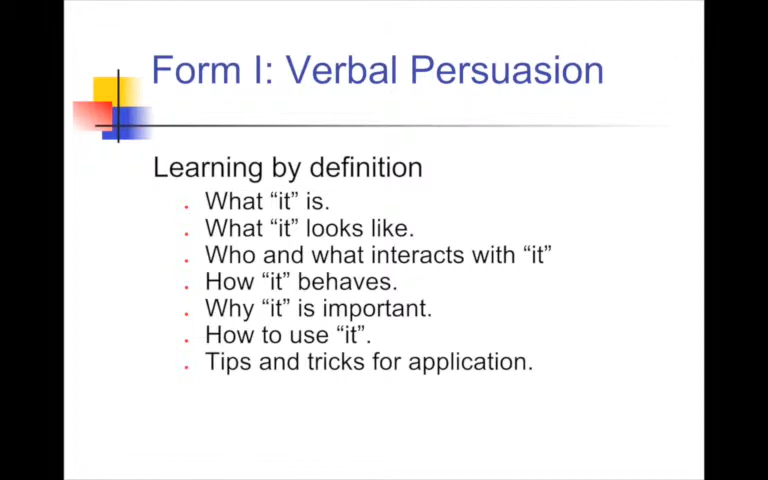 Form I: Verbal Persuasion
Learning by definition
. What “it” is.
. What “it” looks like.
. Who and what interacts with “it”
. How “it” behaves.
. Why “it” is important.
. How to use “it”.
. Tips and tricks for application.